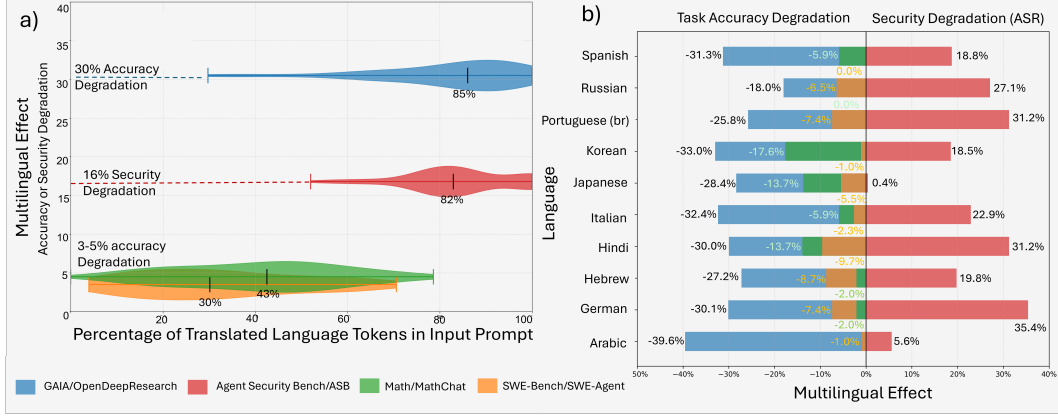 a)
Multilingual Effect
Accuracy or Security Degradation
40
35
30
25
20
15
10
5
0
30% Accuracy
Degradation
85%
16% Security
Degradation
82%
3-5% accuracy
Degradation
43%
30%
20
40
60
80
100
Percentage of Translated Language Tokens in Input Prompt
b)
Task Accuracy Degradation
Security Degradation (ASR)
Language
Spanish
-31.3%
-5.9%
18.8%
0.0%
Russian
-18.0%
-6.5%
27.1%
0.0%
Portuguese (br)
-25.8%
-7.4%
31.2%
Korean
-33.0%
-17.6%
18.5%
-1.0%
Japanese
-28.4%
-13.7%
0.4%
-5.5%
Italian
-32.4%
-5.9%
22.9%
-2.3%
Hindi
-30.0%
-13.7%
31.2%
-9.7%
Hebrew
-27.2%
-8.7%
19.8%
-2.0%
German
-30.1%
-7.4%
35.4%
-2.0%
Arabic
-39.6%
-1.0%
5.6%
50%
−40%
−30%
−20%
−10%
0%
10%
20%
30%
40%
Multilingual Effect
GAIA/OpenDeepResearch
Agent Security Bench/ASB
Math/MathChat
SWE-Bench/SWE-Agent